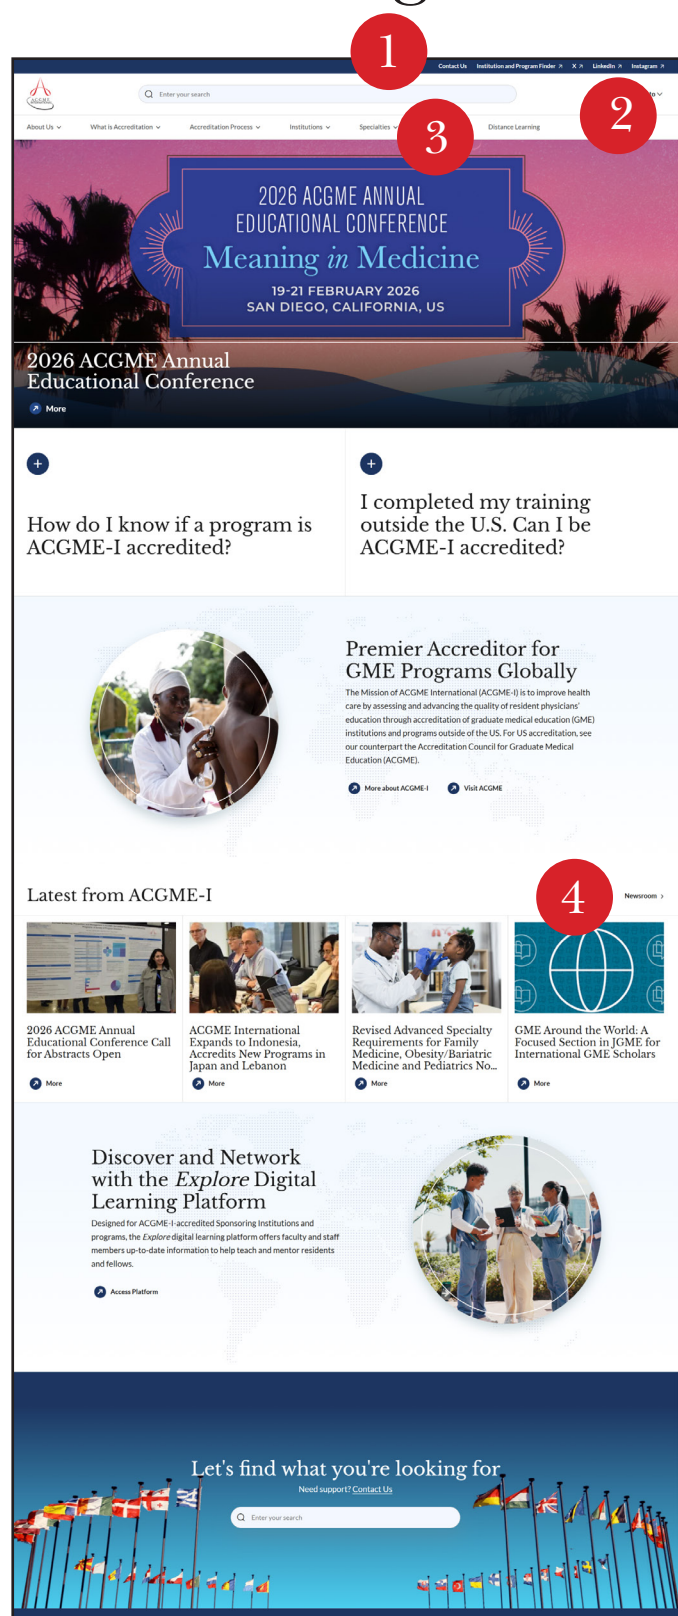 1
Contact Us Institution and Program Finder X LinkedIn Instagram
ACGME
Enter your search
2
About Us What is Accreditation Accreditation Process Institutions Specialties Distance Learning
3
2026 ACGME ANNUAL
EDUCATIONAL CONFERENCE
Meaning in Medicine
19-21 FEBRUARY 2026
SAN DIEGO, CALIFORNIA, US
2026 ACGME Annual
Educational Conference
More
How do I know if a program is
ACGME-I accredited?
I completed my training
outside the U.S. Can I be
ACGME-I accredited?
Premier Accreditor for
GME Programs Globally
The Mission of ACGME International (ACGME-I) is to improve health
care by assessing and advancing the quality of resident physicians'
education through accreditation of graduate medical education (GME)
institutions and programs outside of the US. For US accreditation, see
our counterpart the Accreditation Council for Graduate Medical
Education (ACGME).
More about ACGME-I Visit ACGME
Latest from ACGME-I
4
Newsroom
2026 ACGME Annual
Educational Conference Call
for Abstracts Open
More
ACGME International
Expands to Indonesia,
Accredits New Programs in
Japan and Lebanon
More
Revised Advanced Specialty
Requirements for Family
Medicine, Obesity/Bariatric
Medicine and Pediatrics No...
More
GME Around the World: A
Focused Section in JGME for
International GME Scholars
More
Discover and Network
with the Explore Digital
Learning Platform
Designed for ACGME-I-accredited Sponsoring Institutions and
programs, the Explore digital learning platform offers faculty and staff
members up-to-date information to help teach and mentor residents
and fellows.
Access Platform
Let's find what you're looking for
Need support? Contact Us
Enter your search